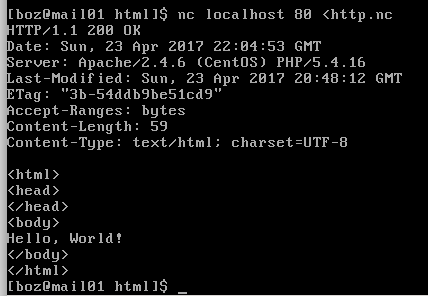 [boz@mail01 html]$ nc localhost 80 <http.nc
HTTP/1.1 200 OK
Date: Sun, 23 Apr 2017 22:04:53 GMT
Server: Apache/2.4.6 (CentOS) PHP/5.4.16
Last-Modified: Sun, 23 Apr 2017 20:48:12 GMT
ETag: "3b-54ddb9be51cd9"
Accept-Ranges: bytes
Content-Length: 59
Content-Type: text/html; charset=UTF-8

<html>
<head>
</head>
<body>
Hello, World!
</body>
</html>
[boz@mail01 html]$ _